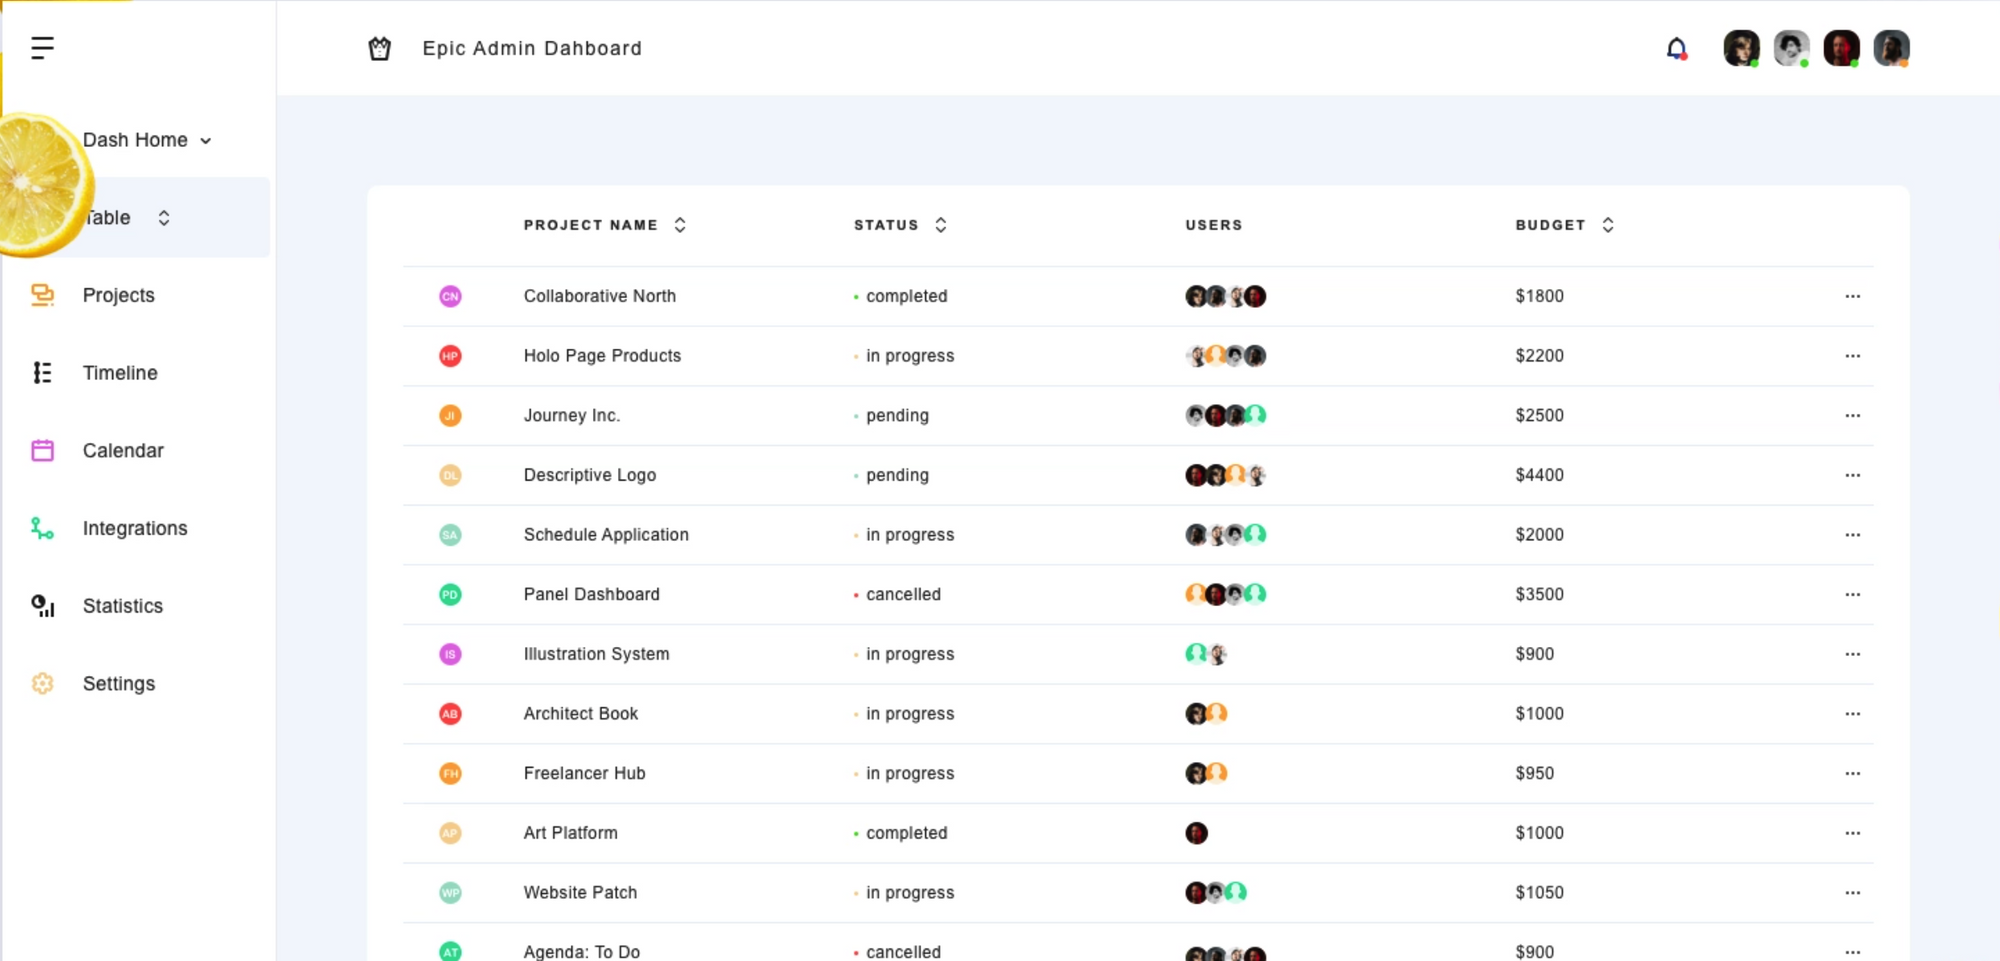 Epic Admin Dahboard
Dash Home
Table
Projects
Timeline
Calendar
Integrations
Statistics
Settings
PROJECT NAME STATUS USERS BUDGET
CN Collaborative North completed $1800 ...
HP Holo Page Products in progress $2200 ...
JI Journey Inc. pending $2500 ...
DL Descriptive Logo pending $4400 ...
SA Schedule Application in progress $2000 ...
PD Panel Dashboard cancelled $3500 ...
IS Illustration System in progress $900 ...
AB Architect Book in progress $1000 ...
FH Freelancer Hub in progress $950 ...
AP Art Platform completed $1000 ...
WP Website Patch in progress $1050 ...
AT Agenda: To Do cancelled $900 ...